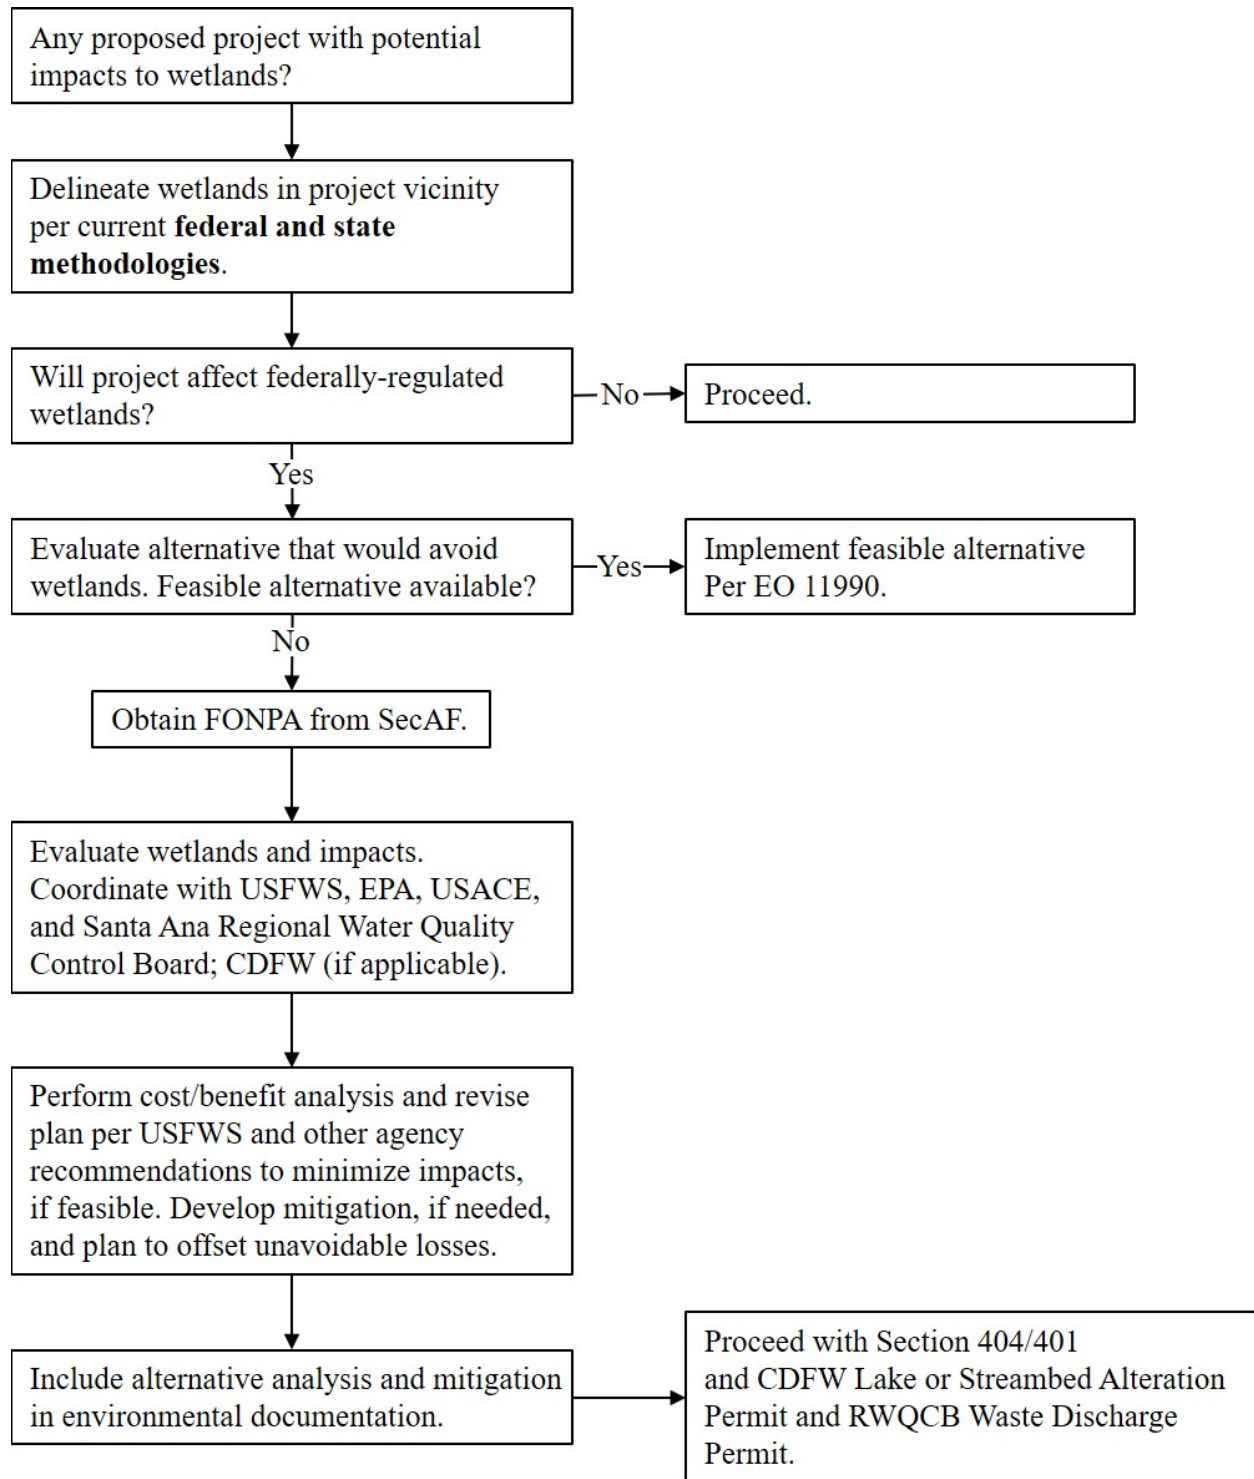 Any proposed project with potential
impacts to wetlands?
Delineate wetlands in project vicinity
per current federal and state
methodologies.
Will project affect federally-regulated
wetlands?
No
Proceed.
Yes
Evaluate alternative that would avoid
wetlands. Feasible alternative available?
Yes
Implement feasible alternative
Per EO 11990.
No
Obtain FONPA from SecAF.
Evaluate wetlands and impacts.
Coordinate with USFWS, EPA, USACE,
and Santa Ana Regional Water Quality
Control Board; CDFW (if applicable).
Perform cost/benefit analysis and revise
plan per USFWS and other agency
recommendations to minimize impacts,
if feasible. Develop mitigation, if needed,
and plan to offset unavoidable losses.
Include alternative analysis and mitigation
in environmental documentation.
Proceed with Section 404/401
and CDFW Lake or Streambed Alteration
Permit and RWQCB Waste Discharge
Permit.